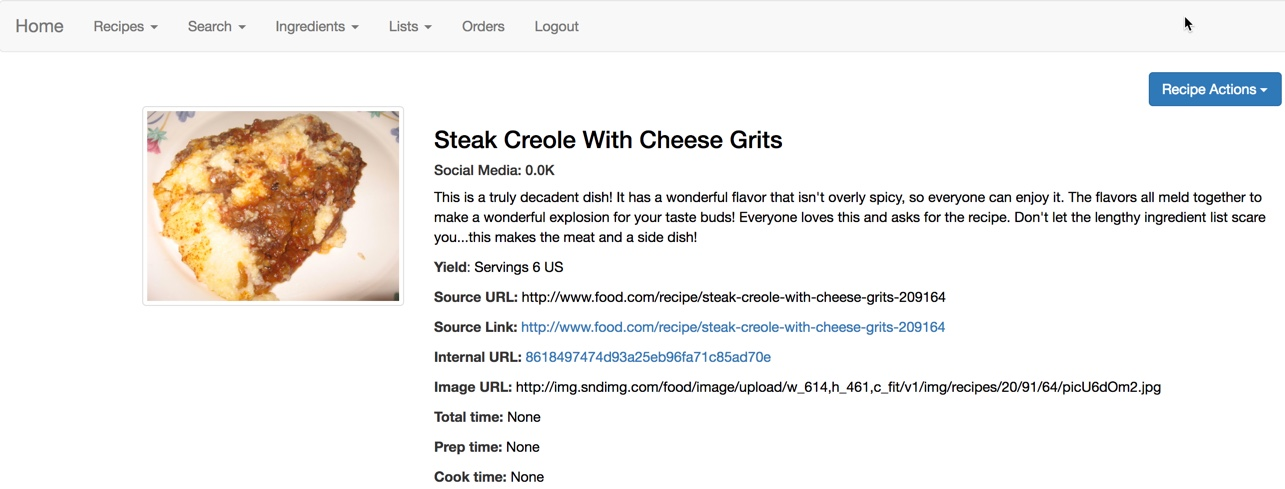 Home Recipes Search Ingredients Lists Orders Logout
Recipe Actions
Steak Creole With Cheese Grits
Social Media: 0.0K
This is a truly decadent dish! It has a wonderful flavor that isn't overly spicy, so everyone can enjoy it. The flavors all meld together to
make a wonderful explosion for your taste buds! Everyone loves this and asks for the recipe. Don't let the lengthy ingredient list scare
you...this makes the meat and a side dish!
Yield: Servings 6 US
Source URL: http://www.food.com/recipe/steak-creole-with-cheese-grits-209164
Source Link: http://www.food.com/recipe/steak-creole-with-cheese-grits-209164
Internal URL: 8618497474d93a25eb96fa71c85ad70e
Image URL: http://img.sndimg.com/food/image/upload/w_614,h_461,c_fit/v1/img/recipes/20/91/64/picU6dOm2.jpg
Total time: None
Prep time: None
Cook time: None